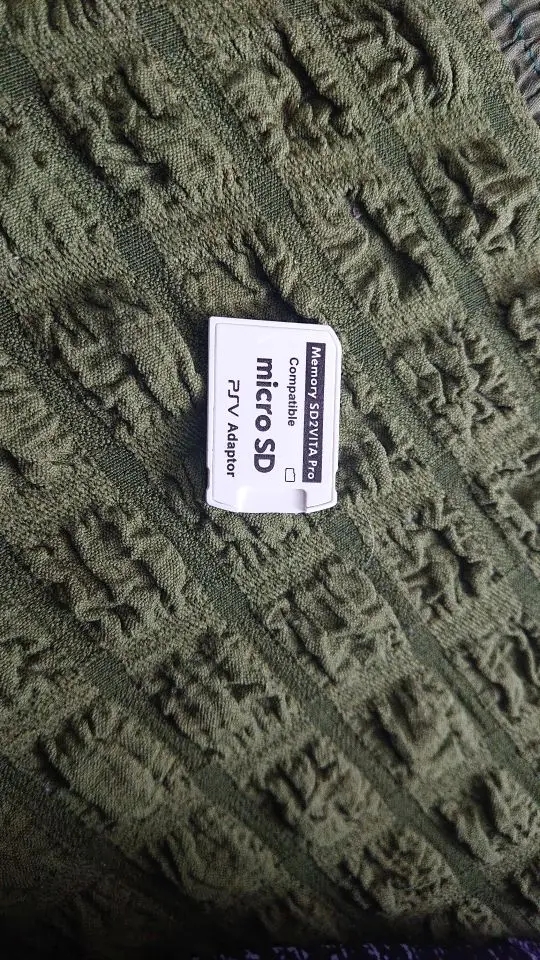 Memory SD2VITA Pro
Compatible
micro SD
PSV Adaptor